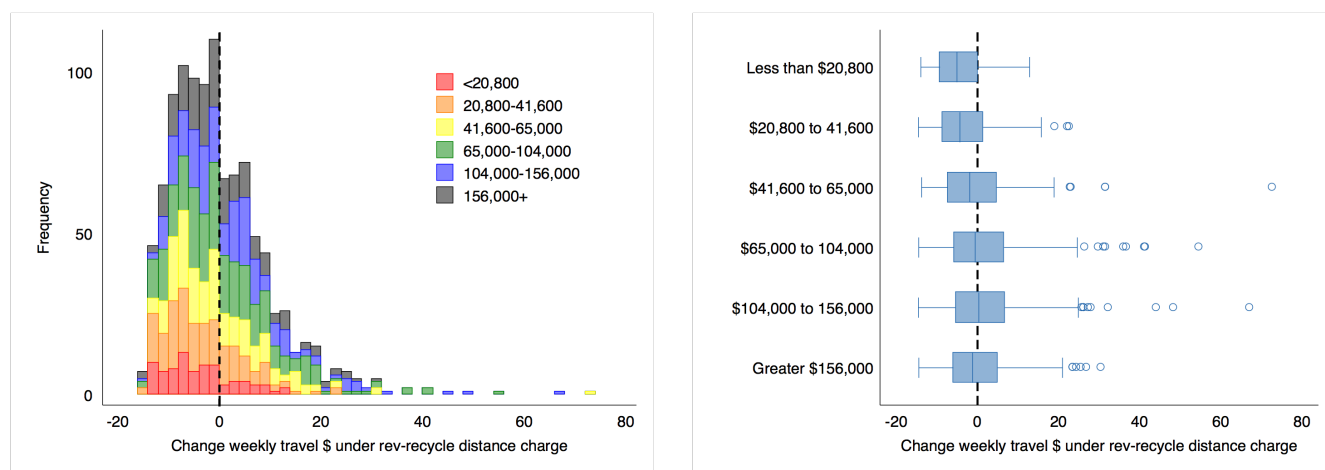 100
50
0
Frequency
<20,800
20,800-41,600
41,600-65,000
65,000-104,000
104,000-156,000
156,000+
-20 0 20 40 60 80
Change weekly travel $ under rev-recycle distance charge
Less than $20,800
$20,800 to 41,600
$41,600 to 65,000
$65,000 to 104,000
$104,000 to 156,000
Greater $156,000
-20 0 20 40 60 80
Change weekly travel $ under rev-recycle distance charge